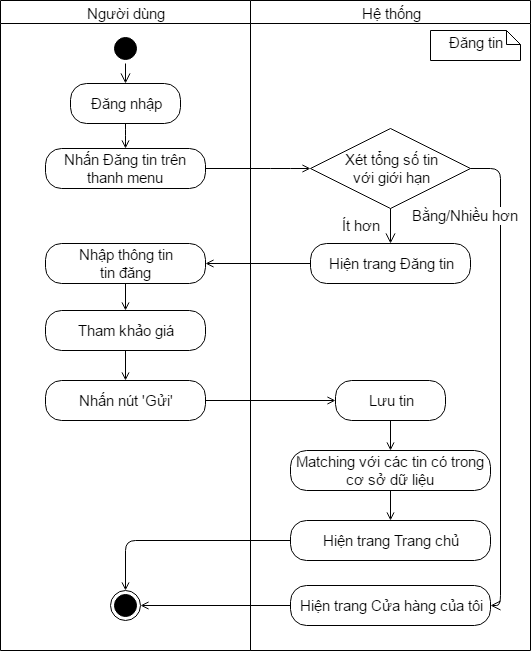 Người dùng
Hệ thống
Đăng tin
Đăng nhập
Nhấn Đăng tin trên
thanh menu
Xét tổng số tin
với giới hạn
Bằng/Nhiều hơn
Ít hơn
Nhập thông tin
tin đăng
Hiện trang Đăng tin
Tham khảo giá
Nhấn nút 'Gửi'
Lưu tin
Matching với các tin có trong
cơ sở dữ liệu
Hiện trang Trang chủ
Hiện trang Cửa hàng của tôi